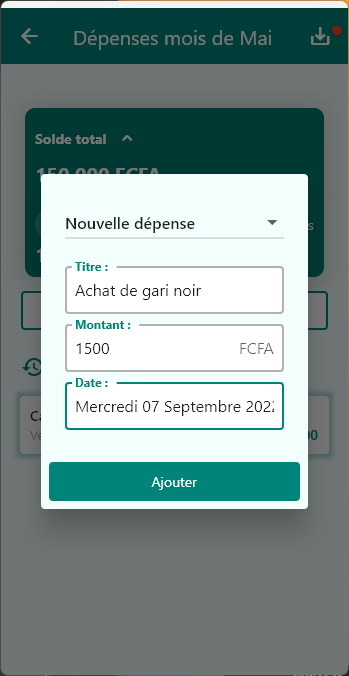 Dépenses mois de Mai
Solde total
150 000 FCFA
Nouvelle dépense
Titre :
Achat de gari noir
Montant :
1500 FCFA
Date :
Mercredi 07 Septembre 2022
Ajouter